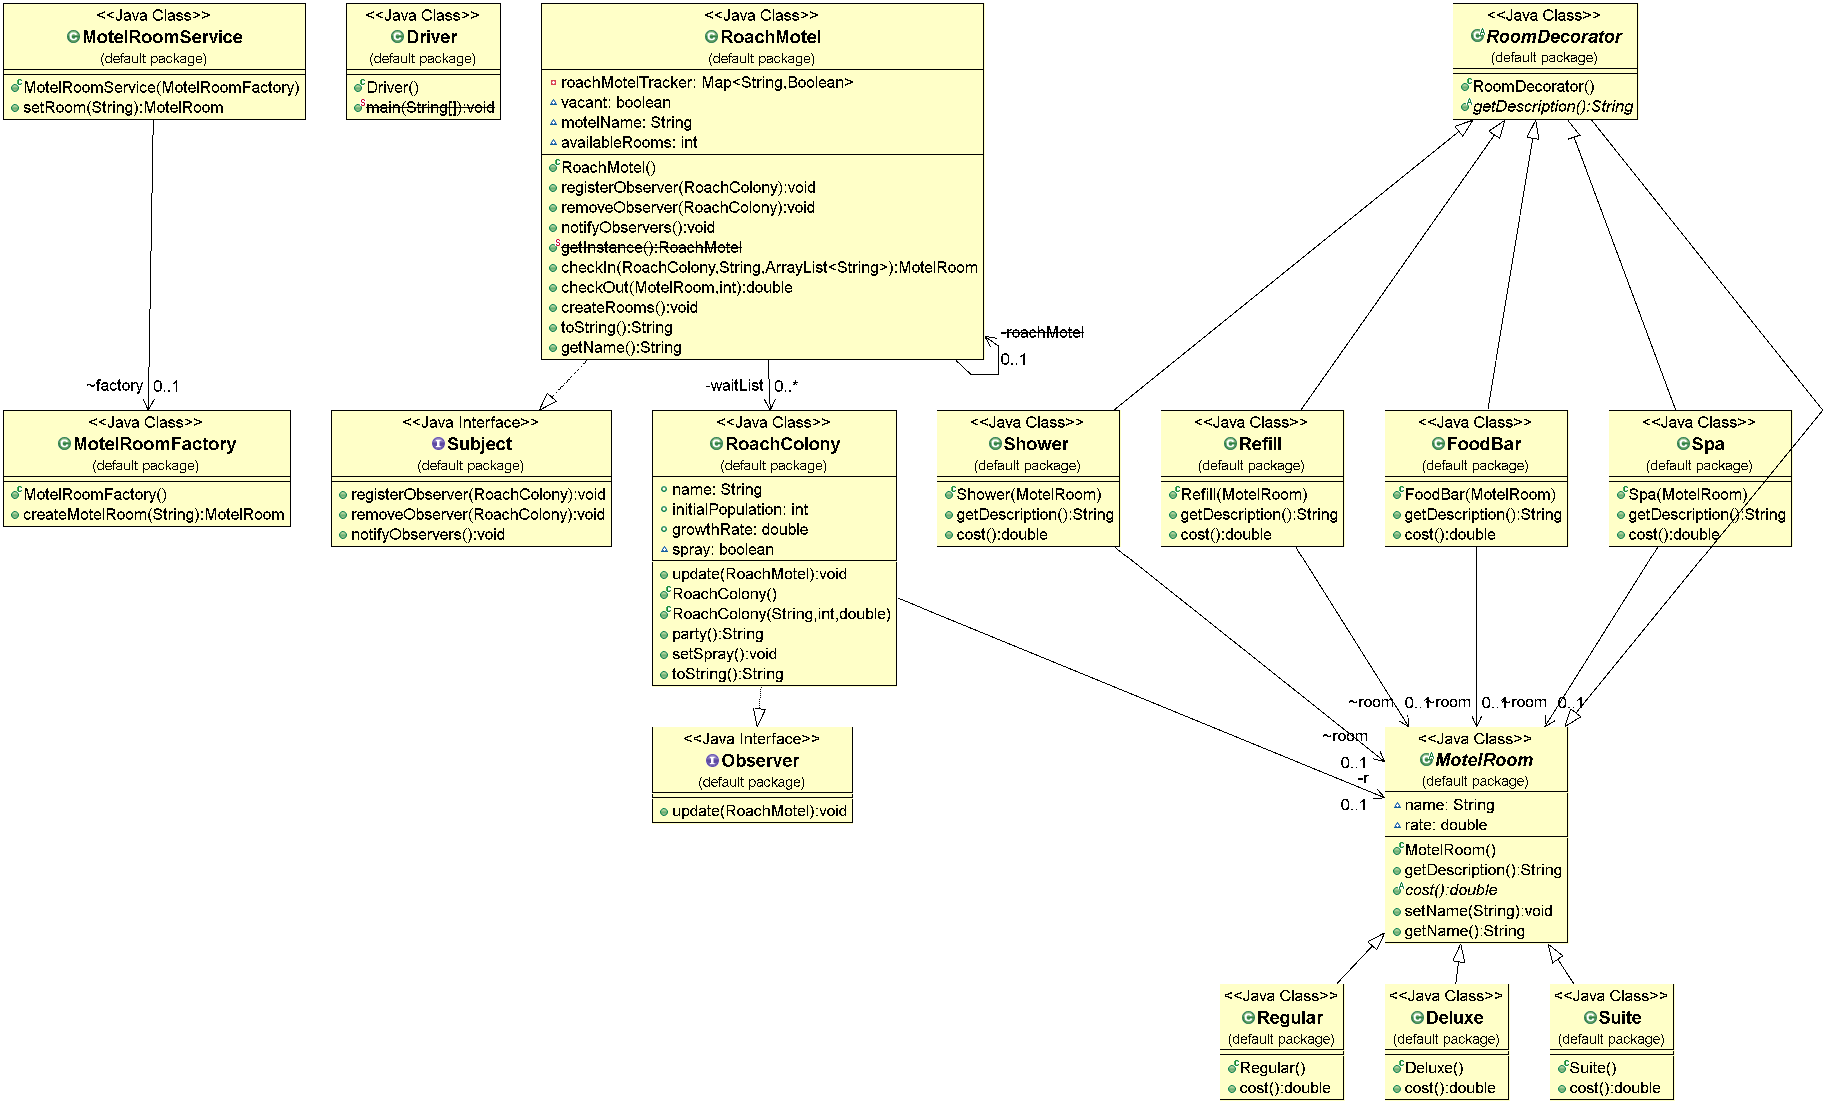 <<Java Class>>
MotelRoomService
(default package)
MotelRoomService(MotelRoomFactory)
setRoom(String):MotelRoom
<<Java Class>>
Driver
(default package)
Driver()
main(String[]):void
<<Java Class>>
RoachMotel
(default package)
roachMotelTracker: Map<String,Boolean>
vacant: boolean
motelName: String
availableRooms: int
RoachMotel()
registerObserver(RoachColony):void
removeObserver(RoachColony):void
notifyObservers():void
getInstance():RoachMotel
checkIn(RoachColony,String,ArrayList<String>):MotelRoom
checkOut(MotelRoom,int):double
createRooms():void
toString():String
getName():String
-roachMotel
0..1
<<Java Class>>
RoomDecorator
(default package)
RoomDecorator()
getDescription():String
~factory
0..1
-waitList
0..*
<<Java Class>>
MotelRoomFactory
(default package)
MotelRoomFactory()
createMotelRoom(String):MotelRoom
<<Java Interface>>
Subject
(default package)
registerObserver(RoachColony):void
removeObserver(RoachColony):void
notifyObservers():void
<<Java Class>>
RoachColony
(default package)
name: String
initialPopulation: int
growthRate: double
spray: boolean
update(RoachMotel):void
RoachColony()
RoachColony(String,int,double)
party():String
setSpray():void
toString():String
<<Java Class>>
Shower
(default package)
Shower(MotelRoom)
getDescription():String
cost():double
<<Java Class>>
Refill
(default package)
Refill(MotelRoom)
getDescription():String
cost():double
<<Java Class>>
FoodBar
(default package)
FoodBar(MotelRoom)
getDescription():String
cost():double
<<Java Class>>
Spa
(default package)
Spa(MotelRoom)
getDescription():String
cost():double
<<Java Interface>>
Observer
(default package)
update(RoachMotel):void
~room
0..1
~room
0..1
~room
0..1
~room
0..1
-r
0..1
<<Java Class>>
MotelRoom
(default package)
name: String
rate: double
MotelRoom()
getDescription():String
cost():double
setName(String):void
getName():String
<<Java Class>>
Regular
(default package)
Regular()
cost():double
<<Java Class>>
Deluxe
(default package)
Deluxe()
cost():double
<<Java Class>>
Suite
(default package)
Suite()
cost():double